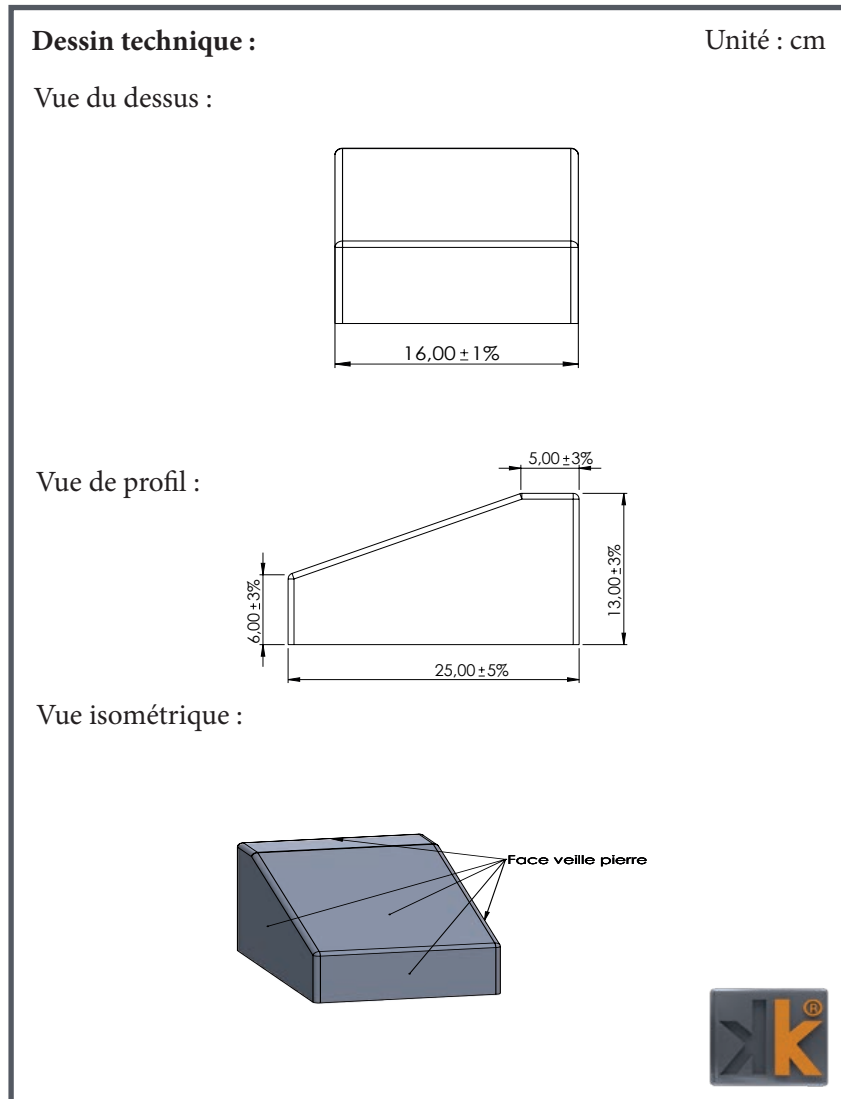 Dessin technique :
Unité : cm
Vue du dessus :
16,00±1%
Vue de profil :
5,00±3%
6,00±3%
13,00±3%
25,00±5%
Vue isométrique :
Face veille pierre
kk®